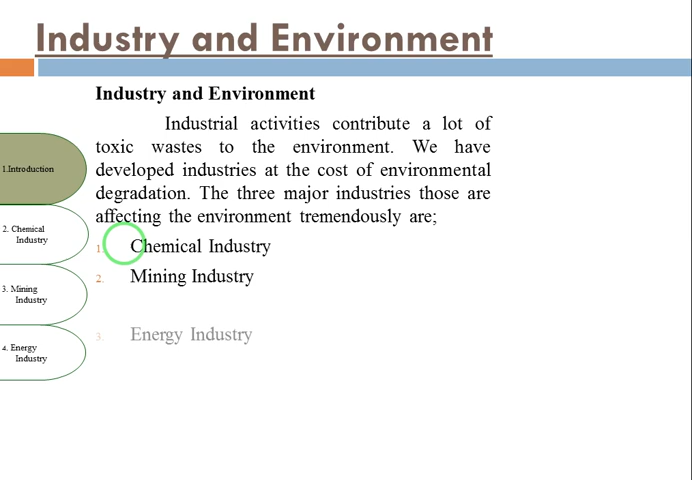 Industry and Environment
Industry and Environment
Industrial activities contribute a lot of
toxic wastes to the environment. We have
developed industries at the cost of environmental
degradation. The three major industries those are
affecting the environment tremendously are;
1. Chemical Industry
2. Mining Industry
3. Energy Industry
1.Introduction
2. Chemical
Industry
3. Mining
Industry
4. Energy
Industry